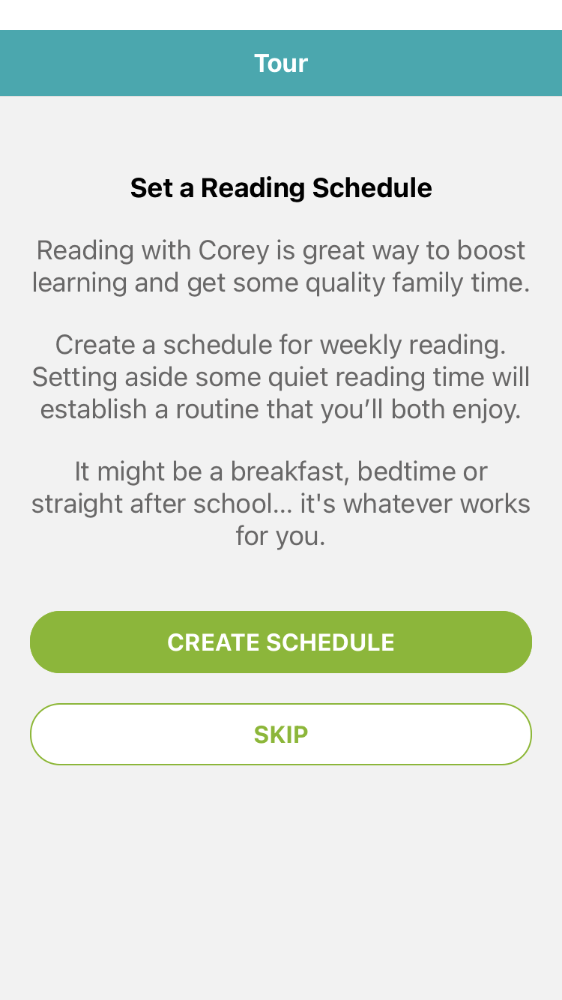 Tour
Set a Reading Schedule
Reading with Corey is great way to boost
learning and get some quality family time.
Create a schedule for weekly reading.
Setting aside some quiet reading time will
establish a routine that you’ll both enjoy.
It might be a breakfast, bedtime or
straight after school... it's whatever works
for you.
CREATE SCHEDULE
SKIP